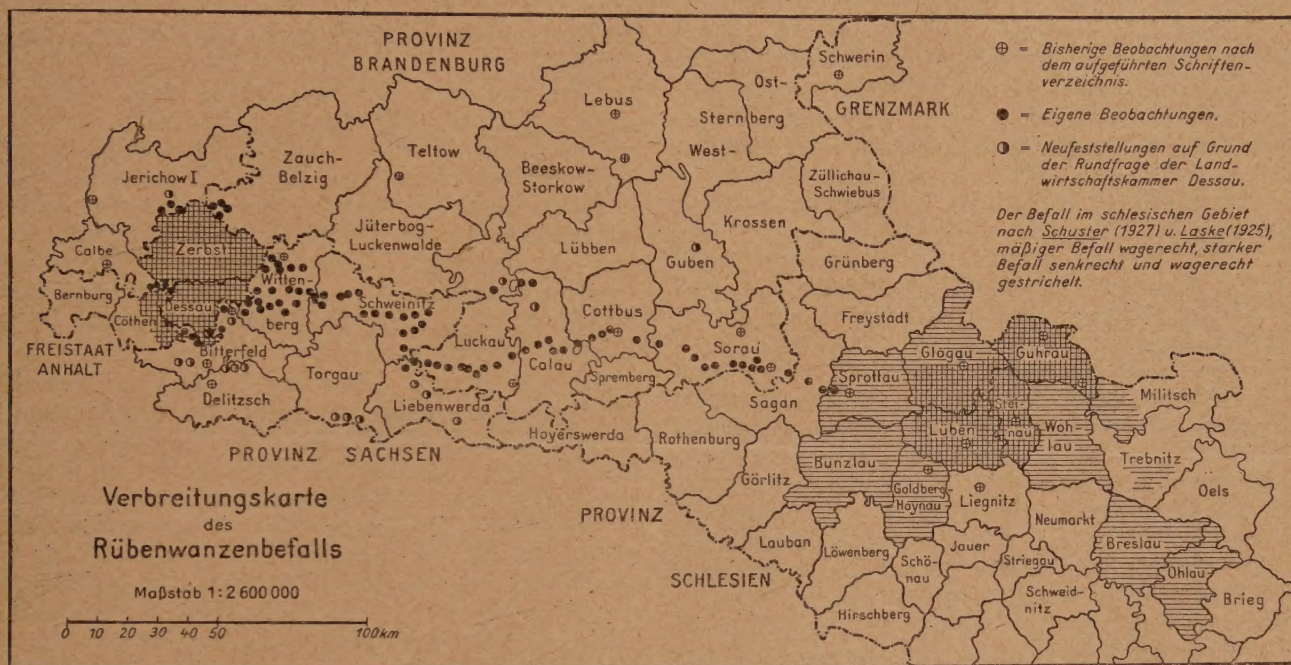 PROVINZ
BRANDENBURG
Schwerin
Ost-
Lebus
GRENZMARK
Sternberg
West-
Zauch-
Belzig
Teltow
Beeskow-
Storkow
Züllichau-
Schwiebus
Jerichow I
Krossen
Jüterbog-
Luckenwalde
Calbe
Zerbst
Lübben
Guben
Grünberg
Witten-
berg
Bernburg
Dessau
Schweinitz
Cottbus
Cöthen
Freystadt
Luckau
Sorau
Glogau
Guhrau
FREISTAAT
ANHALT
Bitterfeld
Torgau
Calau
Spremberg
Sprottau
Militsch
Delitzsch
Liebenwerda
Sagan
Stei-
nau
Hoyerswerda
Rothenburg
Lüben
Woh-
lau
PROVINZ SACHSEN
Bunzlau
Trebnitz
Görlitz
Goldberg-
Haynau
Liegnitz
Oels
PROVINZ
SCHLESIEN
Neumarkt
Lauban
Löwenberg
Jauer
Breslau
Schö-
nau
Striegau
Ohlau
Schweid-
nitz
Brieg
Hirschberg
⊕ = Bisherige Beobachtungen nach
dem aufgeführten Schriften-
verzeichnis.
● = Eigene Beobachtungen.
◑ = Neufeststellungen auf Grund
der Rundfrage der Land-
wirtschaftskammer Dessau.
Der Befall im schlesischen Gebiet
nach Schuster (1927) u. Laske (1925),
mäßiger Befall wagerecht, starker
Befall senkrecht und wagerecht
gestrichelt.
Verbreitungskarte
des
Rübenwanzenbefalls
Maßstab 1:2600000
0 10 30 40 50 100km